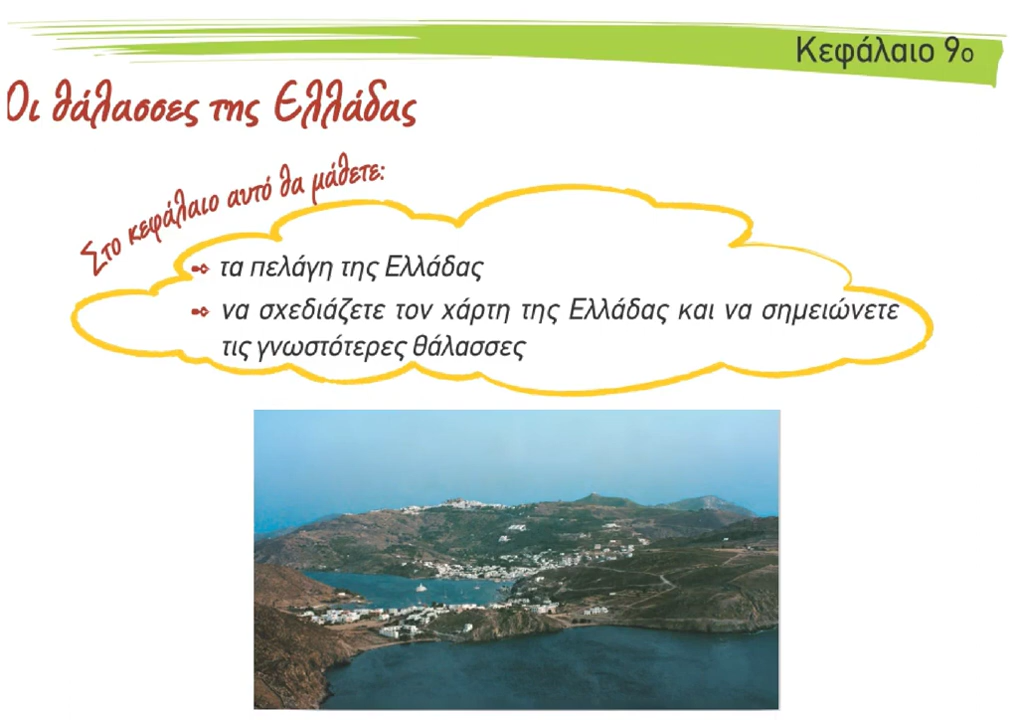 Κεφάλαιο 9ο
Οι θάλασσες της Ελλάδας
Στο κεφάλαιο αυτό θα μάθετε:
τα πελάγη της Ελλάδας
να σχεδιάζετε τον χάρτη της Ελλάδας και να σημειώνετε
τις γνωστότερες θάλασσες